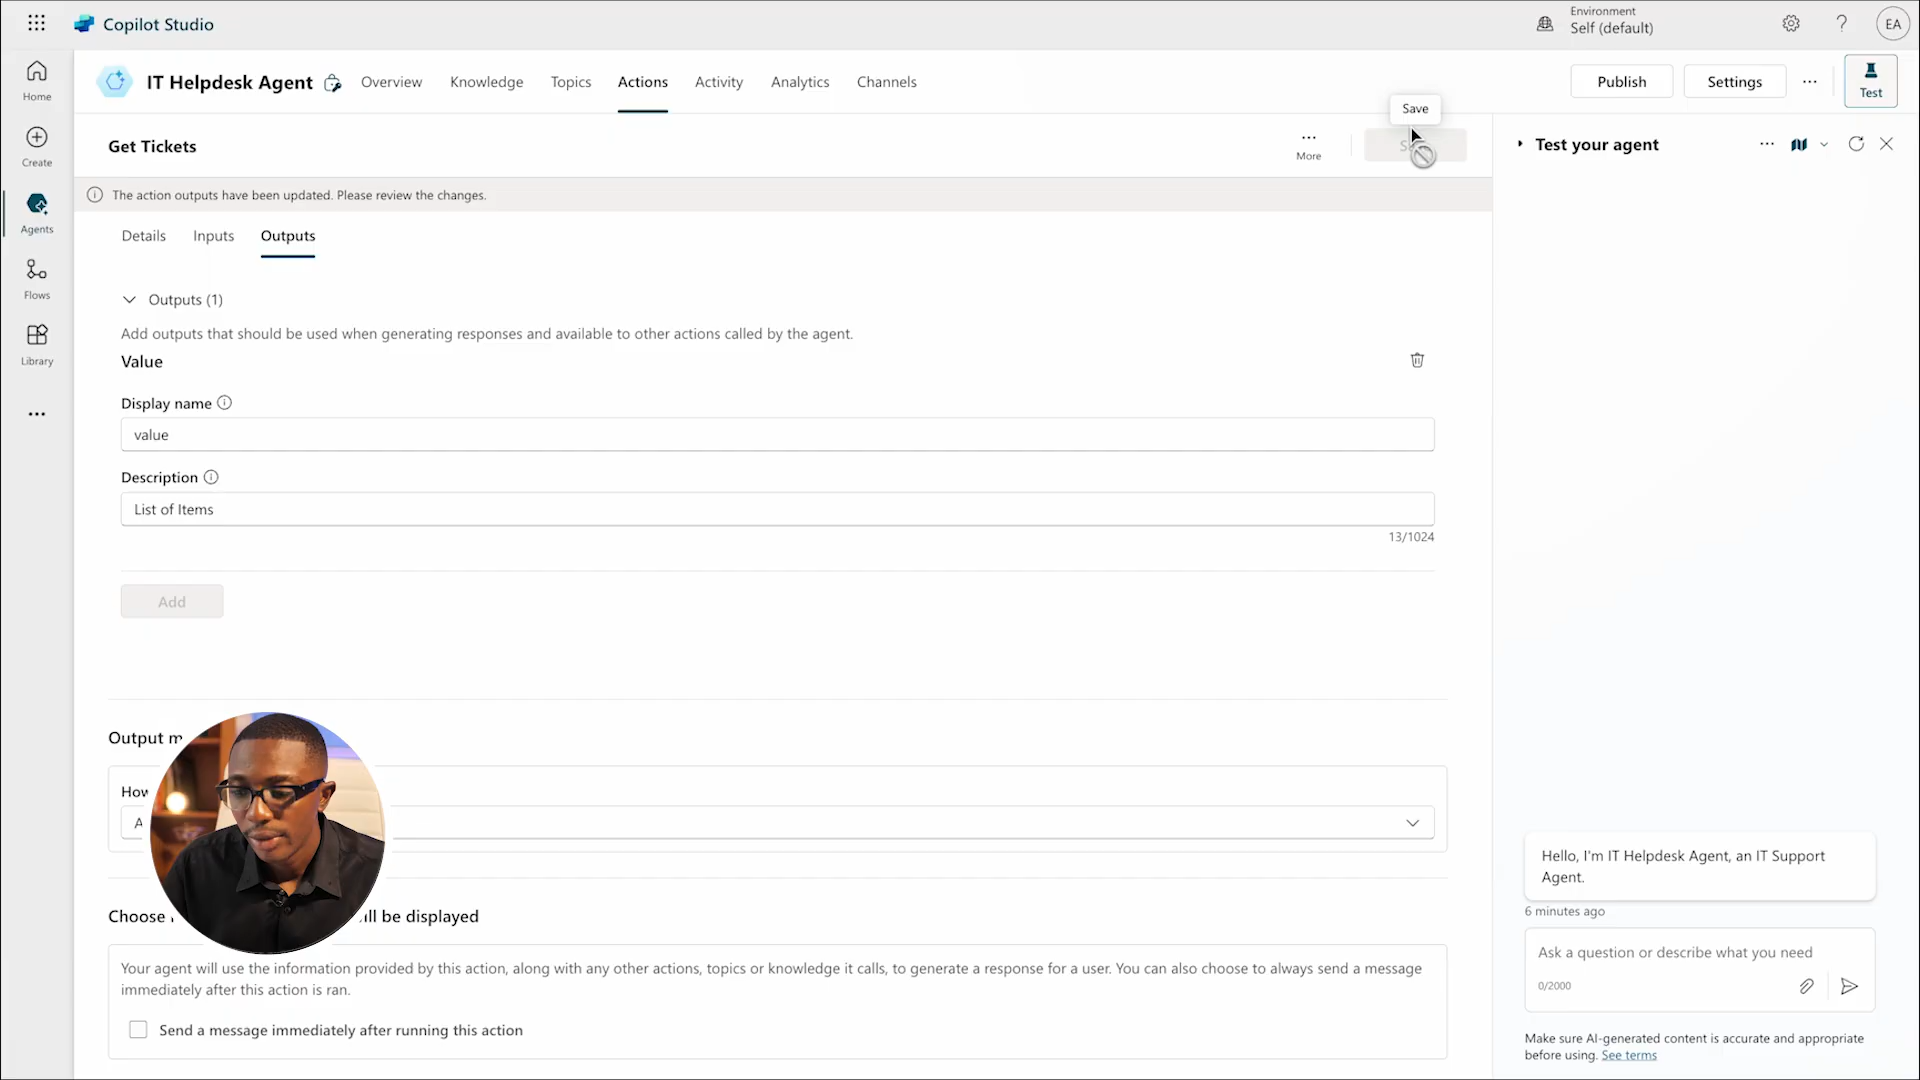 Copilot Studio
Environment
Self (default)
EA
IT Helpdesk Agent
Overview
Knowledge
Topics
Actions
Activity
Analytics
Channels
Publish
Settings
Test
Home
Create
Agents
Flows
Library
Get Tickets
More
Save
Test your agent
The action outputs have been updated. Please review the changes.
Details
Inputs
Outputs
Outputs (1)
Add outputs that should be used when generating responses and available to other actions called by the agent.
Value
Display name
value
Description
List of Items
13/1024
Add
Output
How
A
Choose
ill be displayed
Your agent will use the information provided by this action, along with any other actions, topics or knowledge it calls, to generate a response for a user. You can also choose to always send a message
immediately after this action is ran.
Send a message immediately after running this action
Hello, I'm IT Helpdesk Agent, an IT Support
Agent.
6 minutes ago
Ask a question or describe what you need
0/2000
Make sure AI-generated content is accurate and appropriate
before using. See terms